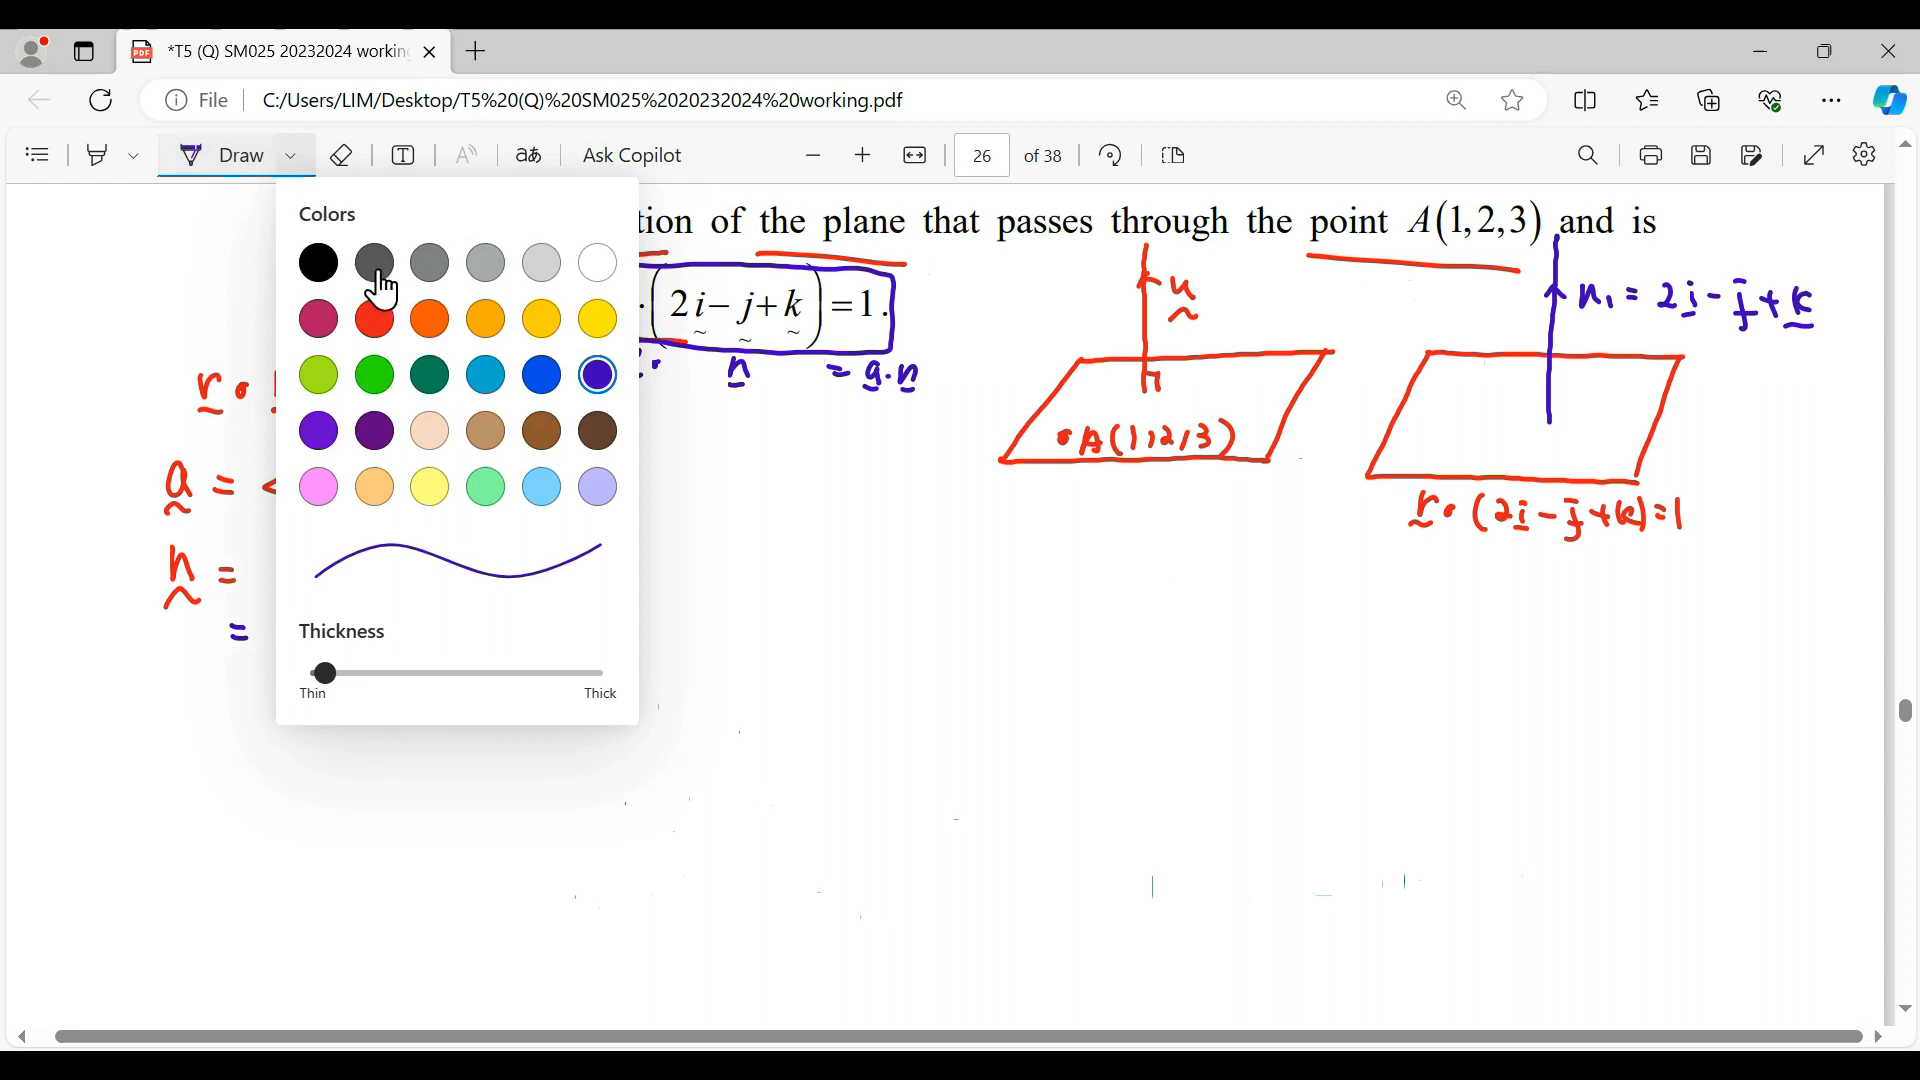 *T5 (Q) SM025 20232024 workin
File C:/Users/LIM/Desktop/T5%20(Q)%20SM025%2020232024%20working.pdf
Draw Ask Copilot 26 of 38
Colors
tion of the plane that passes through the point A(1,2,3) and is
·(2i-j+k)=1.
n = a.n
r •
a = <
n =
=
n
A(1,2,3)
n1 = 2i-j+k
r•(2i-j+k)=1
Thickness
Thin Thick